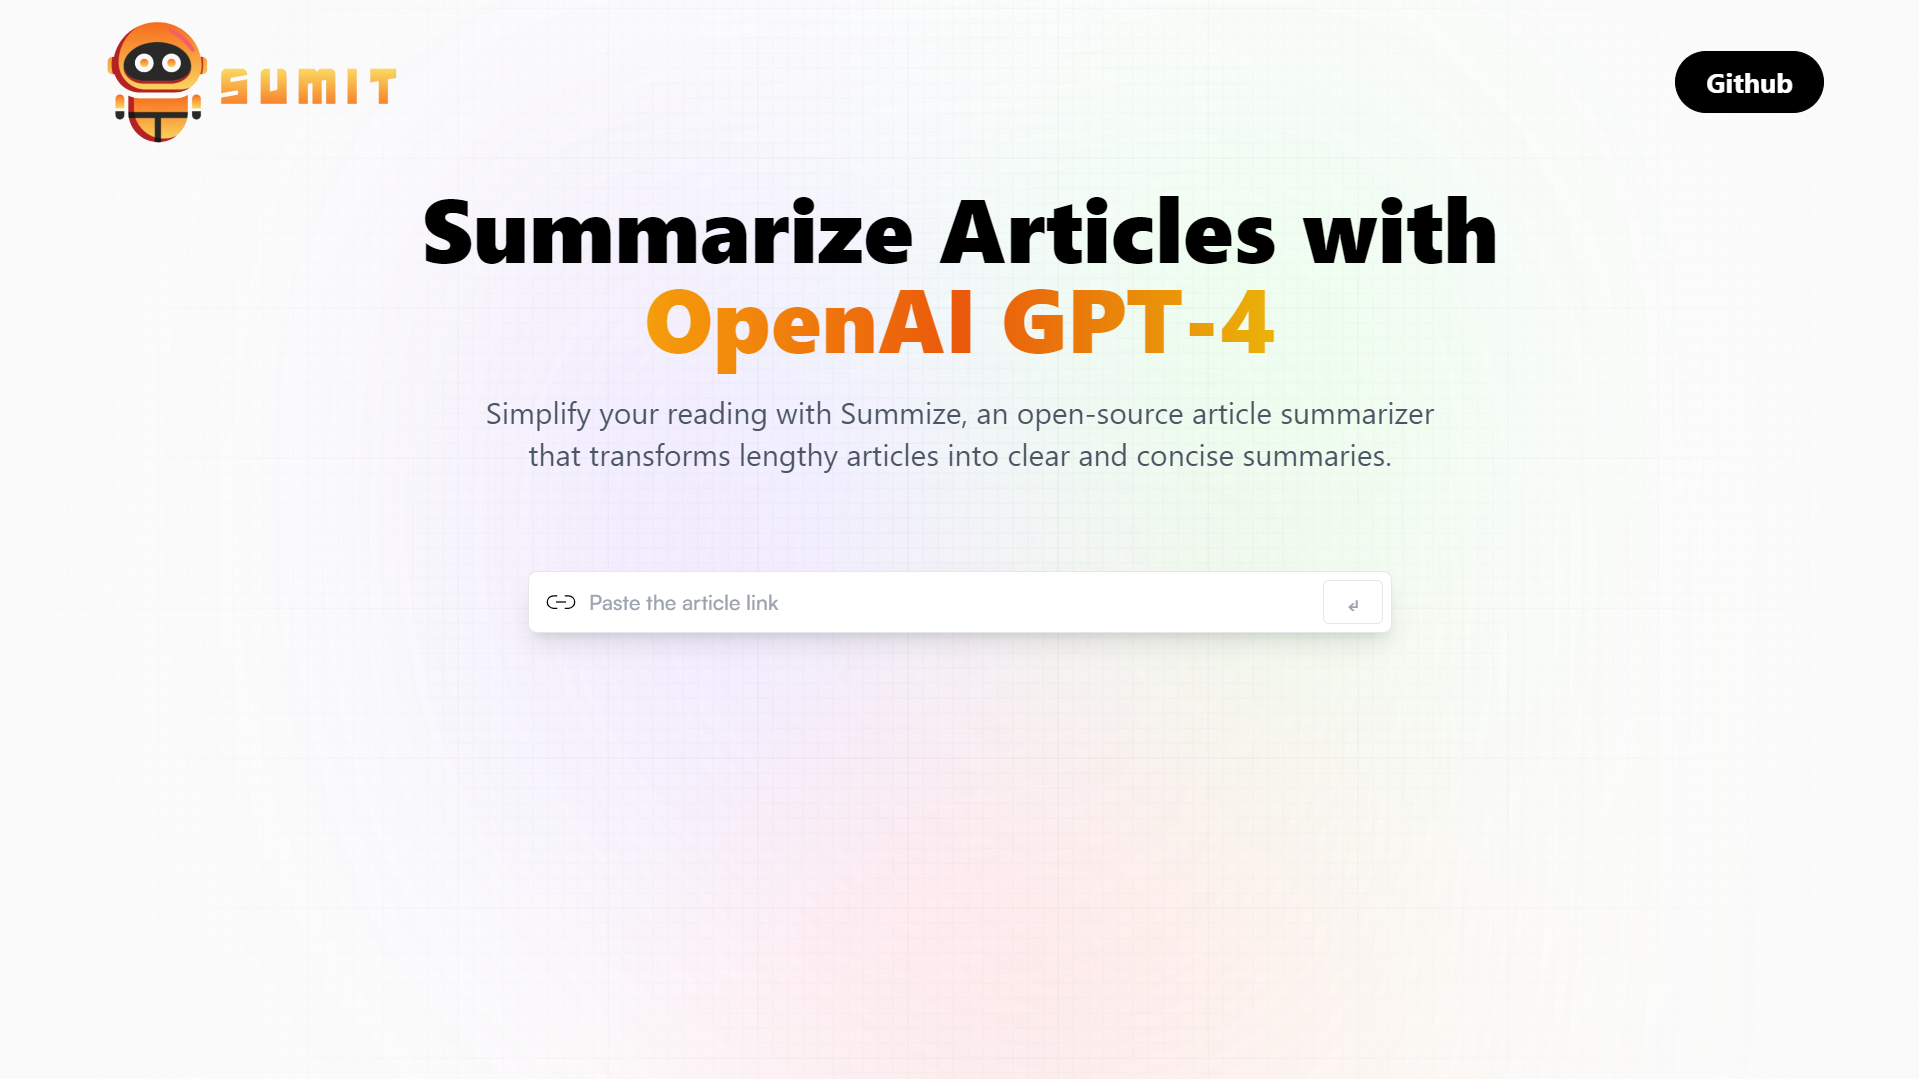 SUMIT
Github
Summarize Articles with
OpenAI GPT-4
Simplify your reading with Summize, an open-source article summarizer
that transforms lengthy articles into clear and concise summaries.
Paste the article link
↲